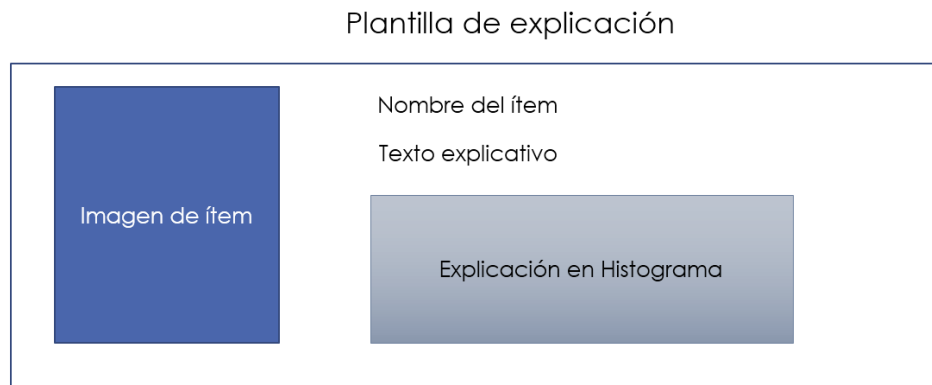 Plantilla de explicación
Nombre del ítem
Texto explicativo
Imagen de ítem
Explicación en Histograma